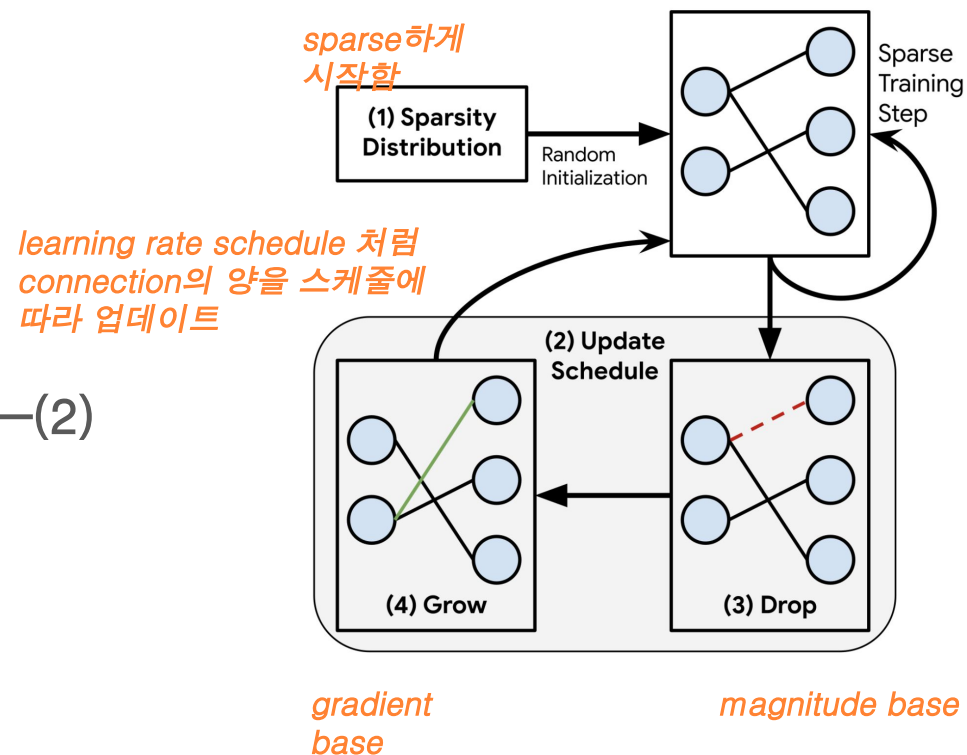 sparse하게
시작함
(1) Sparsity
Distribution
Random
Initialization
Sparse
Training
Step
learning rate schedule 처럼
connection의 양을 스케줄에
따라 업데이트
(2) Update
Schedule
–(2)
(4) Grow
(3) Drop
gradient
base
magnitude base